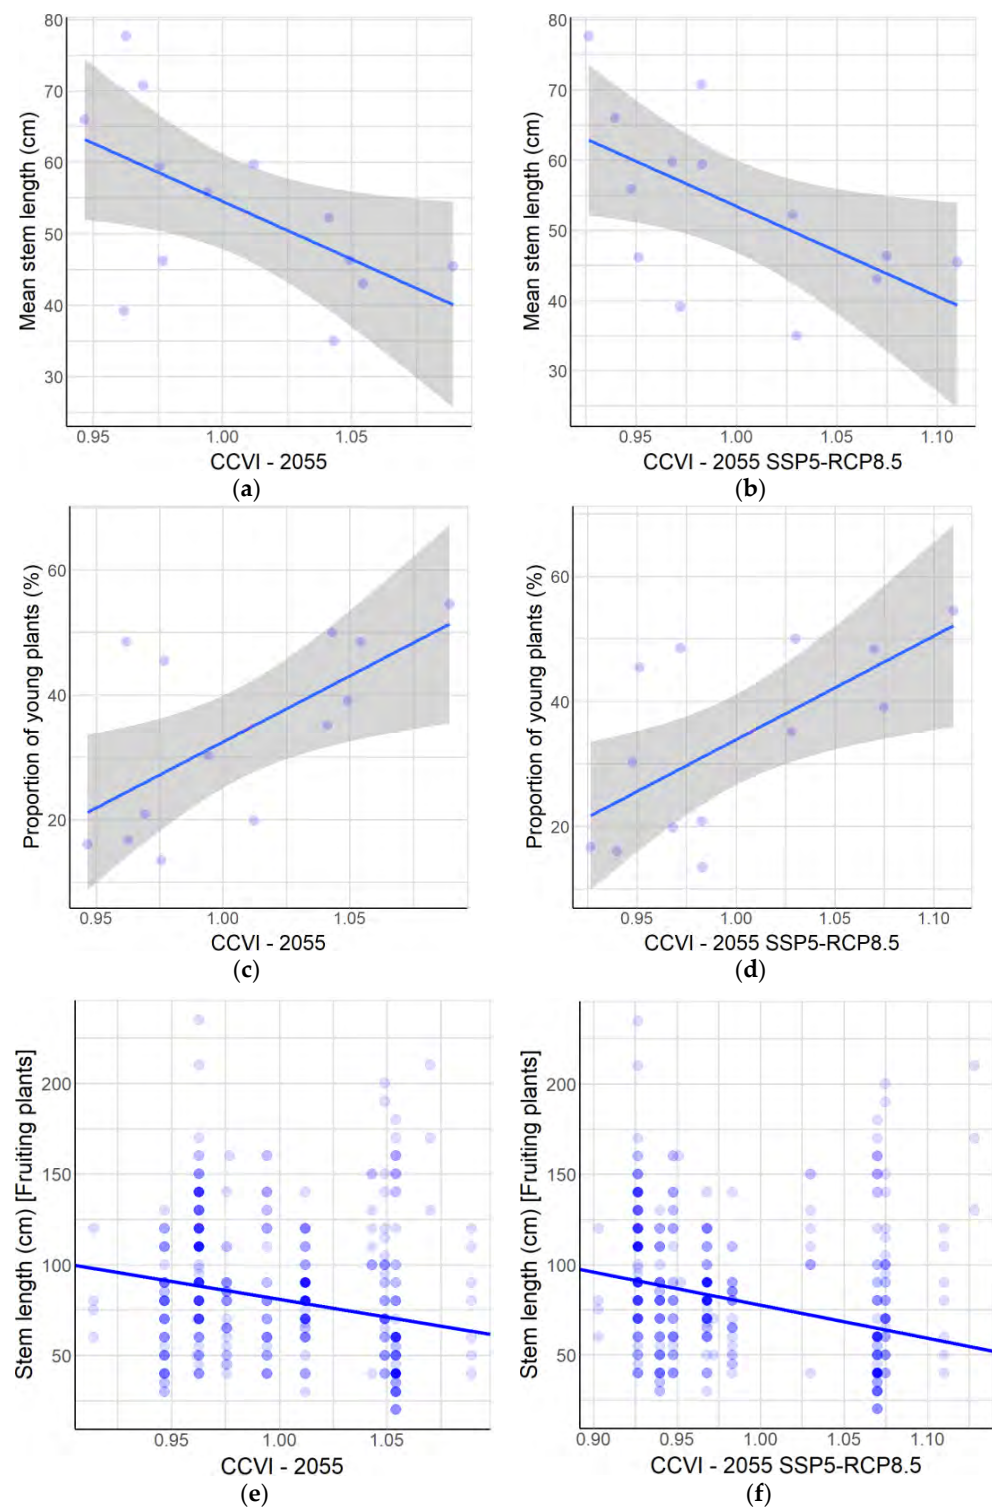 80
70
60
50
40
30
Mean stem length (cm)
0.95 1.00 1.05
CCVI - 2055
(a)
80
70
60
50
40
30
Mean stem length (cm)
0.95 1.00 1.05 1.10
CCVI - 2055 SSP5-RCP8.5
(b)
60
40
20
Proportion of young plants (%)
0.95 1.00 1.05
CCVI - 2055
(c)
60
40
20
Proportion of young plants (%)
0.95 1.00 1.05 1.10
CCVI - 2055 SSP5-RCP8.5
(d)
200
150
100
50
Stem length (cm) [Fruiting plants]
0.95 1.00 1.05
CCVI - 2055
(e)
200
150
100
50
Stem length (cm) [Fruiting plants]
0.90 0.95 1.00 1.05 1.10
CCVI - 2055 SSP5-RCP8.5
(f)